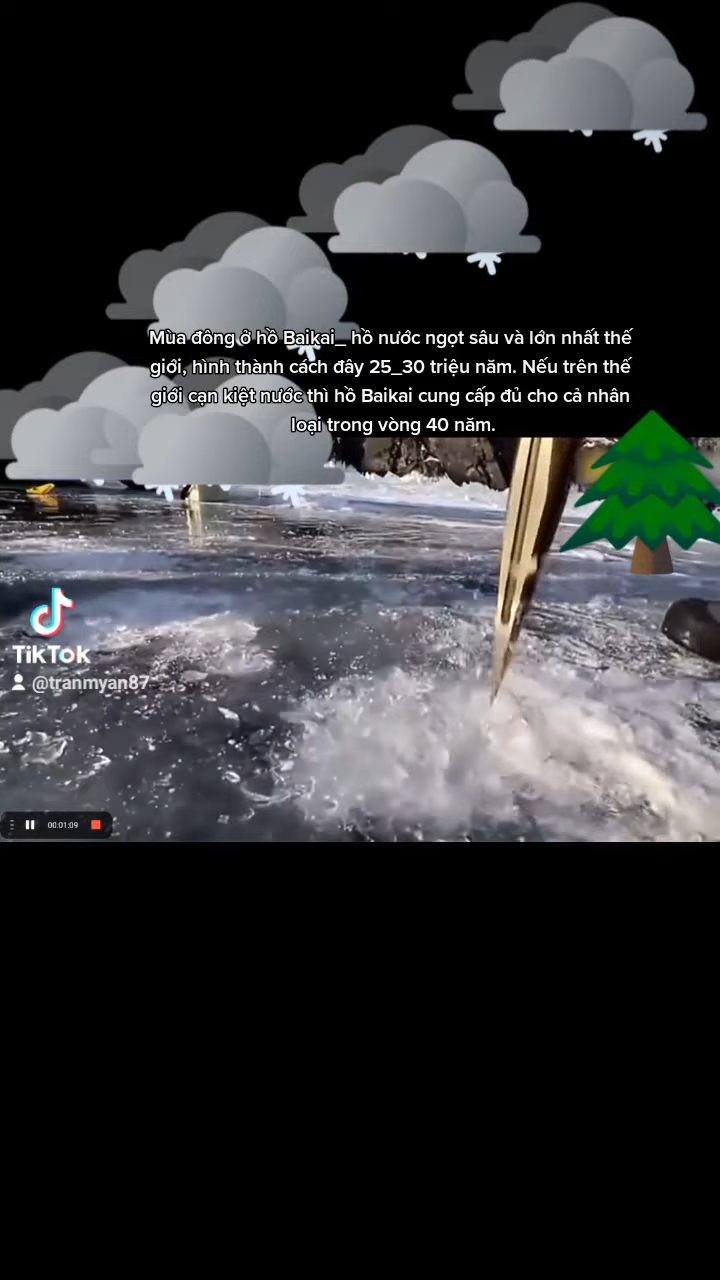 Mùa đông ở hồ Baikai_ hồ nước ngọt sâu và lớn nhất thế
giới, hình thành cách đây 25_30 triệu năm. Nếu trên thế
giới cạn kiệt nước thì hồ Baikai cung cấp đủ cho cả nhân
loại trong vòng 40 năm.
TikTok
@tranmyan87
00:01:09